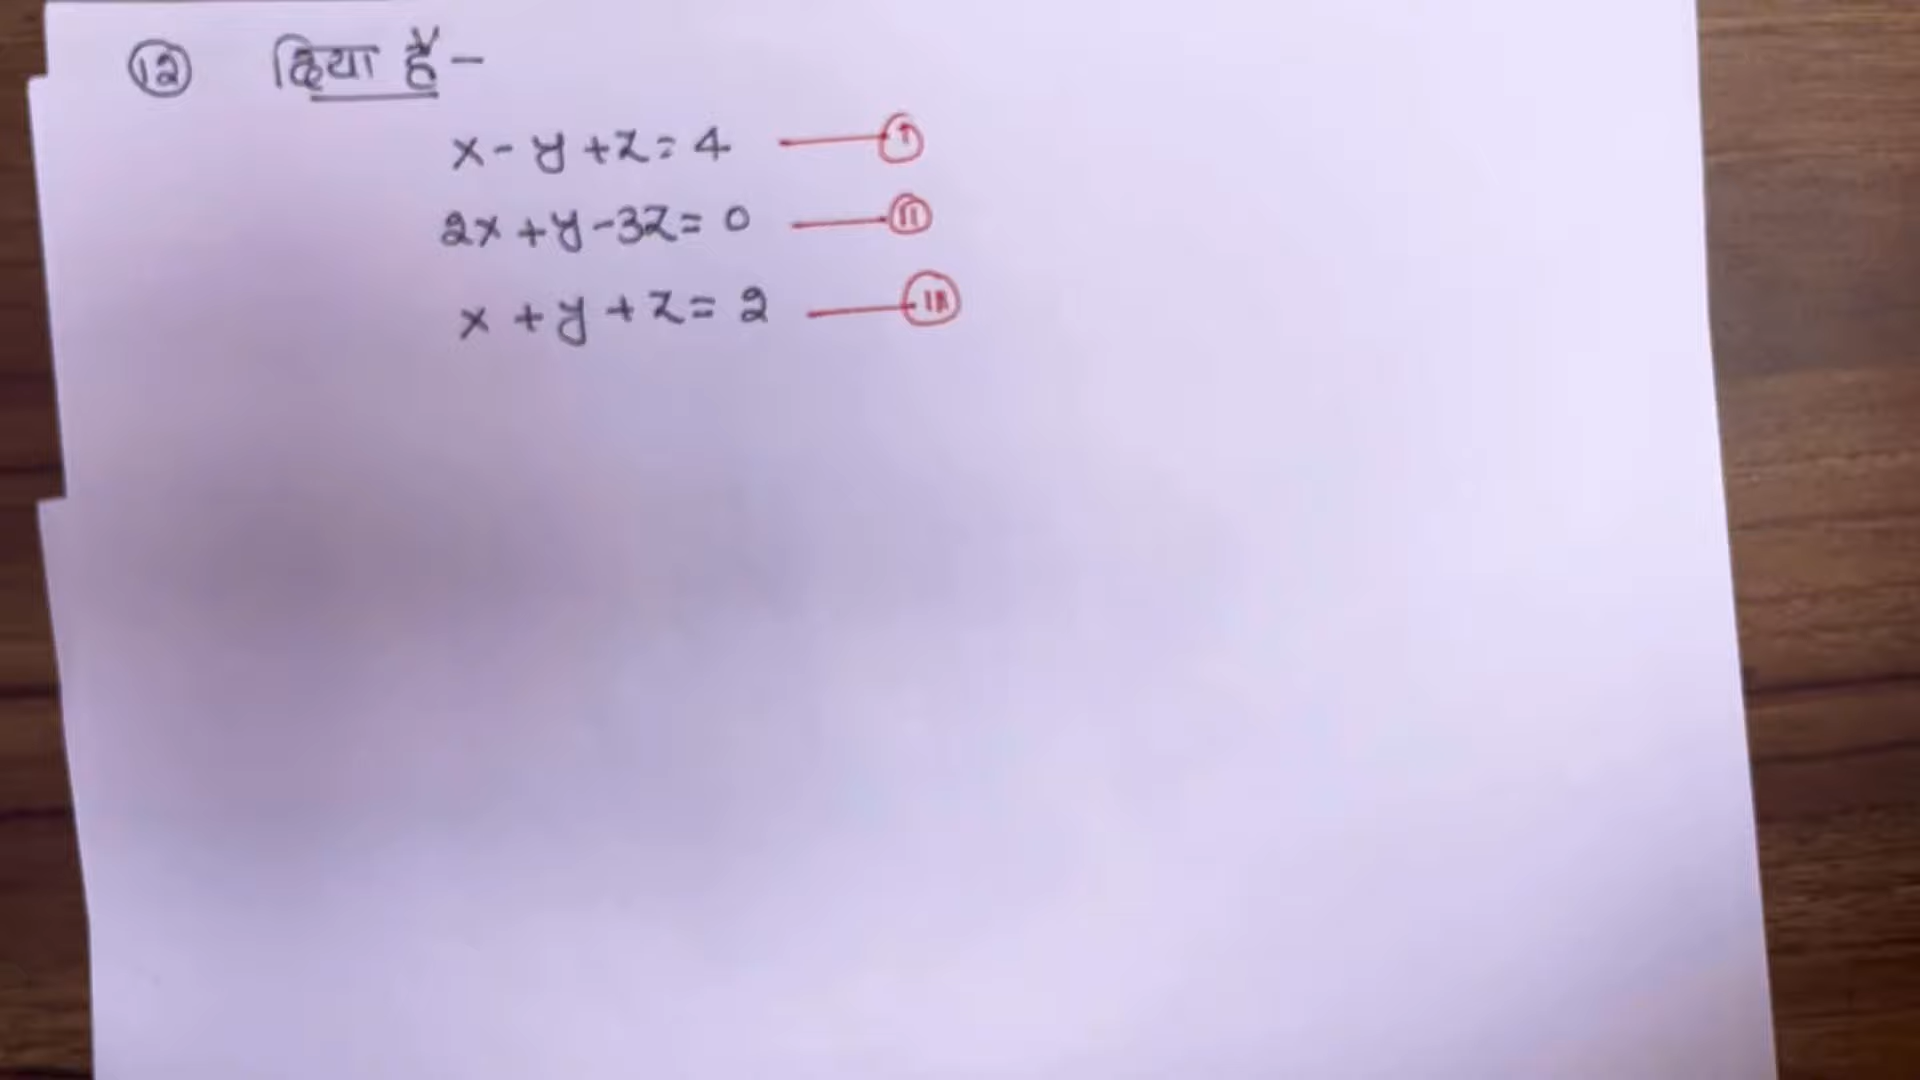 12 दिया हैं -
x - y + z = 4 — I
2x + y - 3z = 0 — II
x + y + z = 2 — III